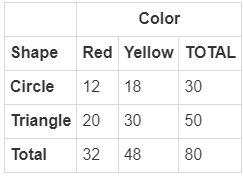 Color
Shape Red Yellow TOTAL
Circle 12 18 30
Triangle 20 30 50
Total 32 48 80